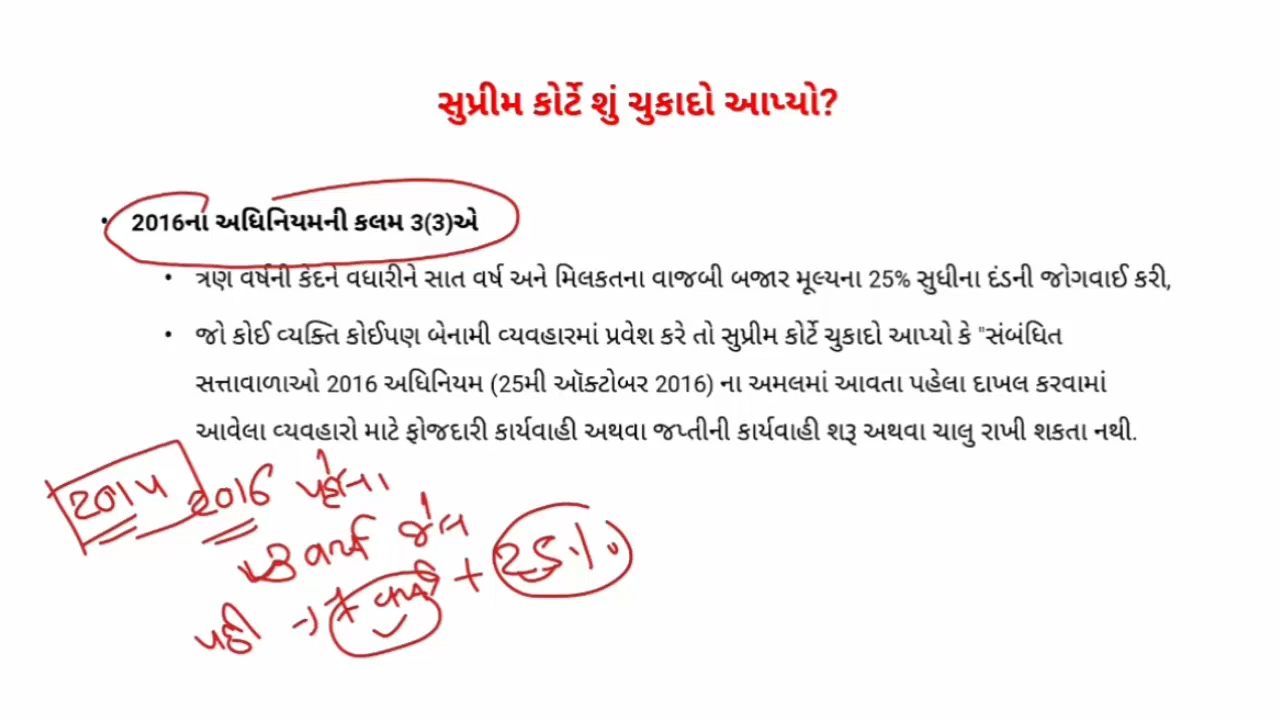 સુપ્રીમ કોર્ટે શું ચુકાદો આપ્યો?
• 2016ના અધિનિયમની કલમ 3(3)એ
• ત્રણ વર્ષની કેદને વધારીને સાત વર્ષ અને મિલકતના વાજબી બજાર મૂલ્યના 25% સુધીના દંડની જોગવાઈ કરી,
• જો કોઈ વ્યક્તિ કોઈપણ બેનામી વ્યવહારમાં પ્રવેશ કરે તો સુપ્રીમ કોર્ટે ચુકાદો આપ્યો કે "સંબંધિત
સત્તાવાળાઓ 2016 અધિનિયમ (25મી ઑક્ટોબર 2016) ના અમલમાં આવતા પહેલા દાખલ કરવામાં
આવેલા વ્યવહારો માટે ફોજદારી કાર્યવાહી અથવા જપ્તીની કાર્યવાહી શરૂ અથવા ચાલુ રાખી શકતા નથી.
2016
વર્ષ જેલ
પછી → 7 + 25%